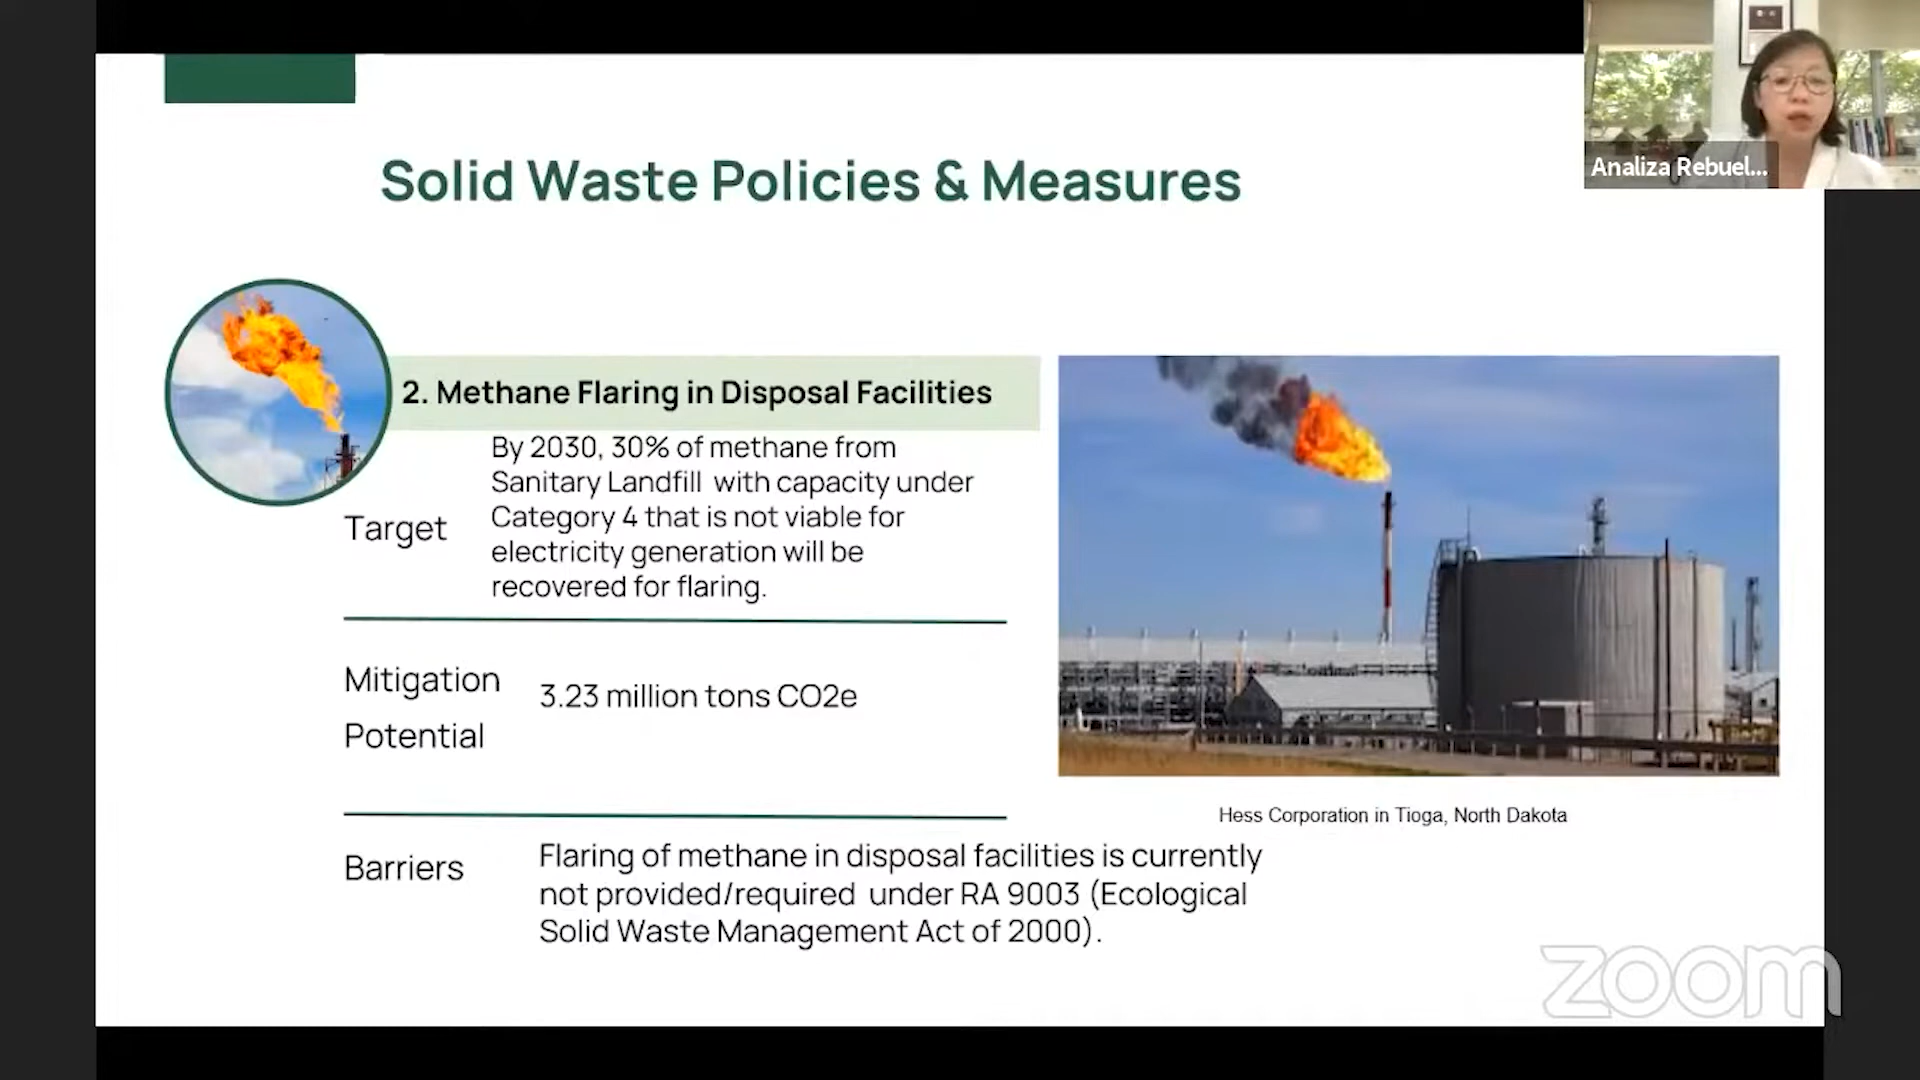 Analiza Rebuel...
Solid Waste Policies & Measures
2. Methane Flaring in Disposal Facilities
Target
By 2030, 30% of methane from
Sanitary Landfill with capacity under
Category 4 that is not viable for
electricity generation will be
recovered for flaring.
Mitigation
Potential
3.23 million tons CO2e
Hess Corporation in Tioga, North Dakota
Barriers
Flaring of methane in disposal facilities is currently
not provided/required under RA 9003 (Ecological
Solid Waste Management Act of 2000).
zoom